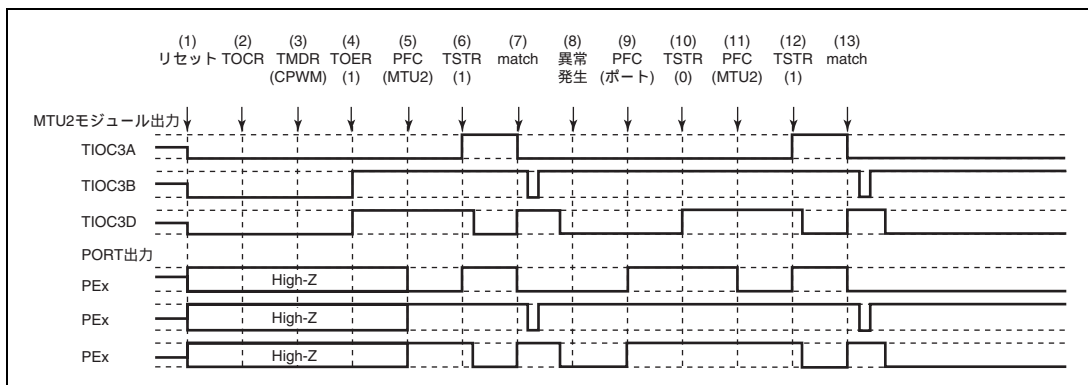 (1) (2) (3) (4) (5) (6) (7) (8) (9) (10) (11) (12) (13)
リセット TOCR TMDR TOER PFC TSTR match 異常 PFC TSTR PFC TSTR match
(CPWM) (1) (MTU2) (1) 発生 (ポート) (0) (MTU2) (1)
MTU2モジュール出力
TIOC3A
TIOC3B
TIOC3D
PORT出力
PEx High-Z
PEx High-Z
PEx High-Z